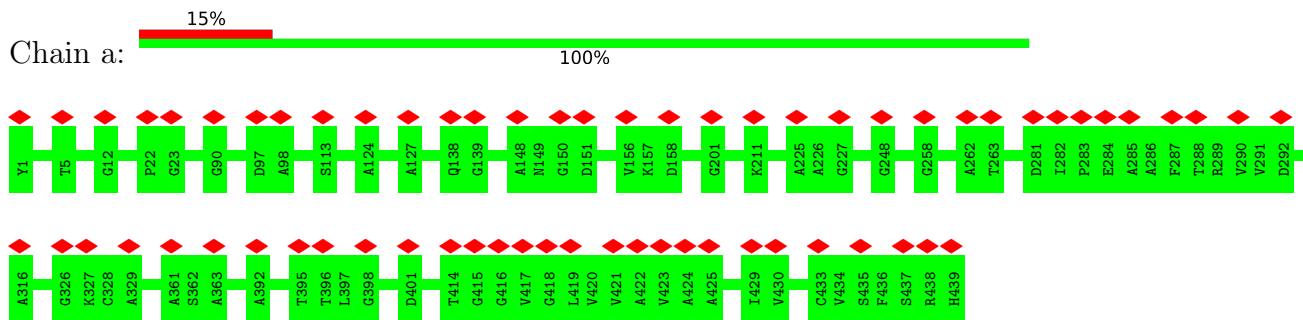 15%
Chain a:
100%
Y1 T5 G12 P22 G23 G90 D97 A98 S113 A124 A127 Q138 G139 A148 N149 G150 D151 V156 K157 D158 G201 K211 A225 A226 G227 G248 G258 A262 T263 D281 I282 P283 E284 A285 A286 F287 T288 R289 V290 V291 D292
A316 G326 K327 C328 A329 A361 S362 A363 A392 T395 T396 L397 G398 D401 T414 G415 G416 V417 G418 L419 V420 V421 A422 V423 A424 A425 I429 V430 C433 V434 S435 F436 S437 R438 H439